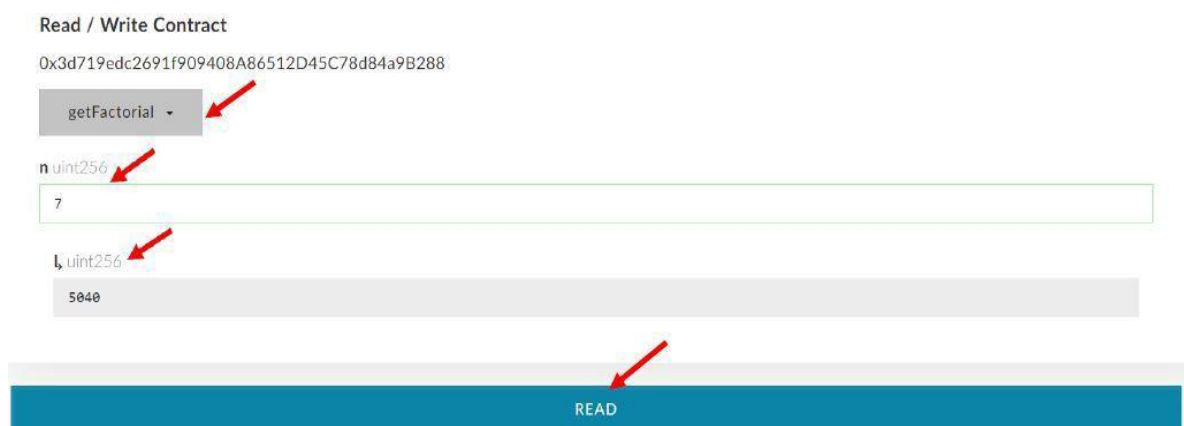 Read / Write Contract
0x3d719edc2691f909408A86512D45C78d84a9B288
getFactorial
n uint256
7
l, uint256
5040
READ